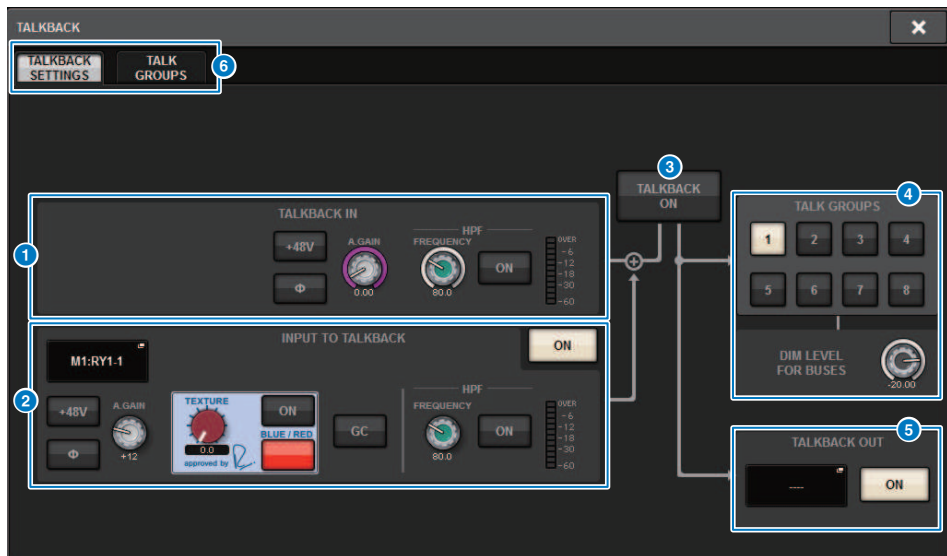 TALKBACK
TALKBACK SETTINGS
TALK GROUPS
6
3
TALKBACK ON
4
TALK GROUPS
1 2 3 4
5 6 7 8
DIM LEVEL FOR BUSES
-20.00
1
TALKBACK IN
+48V
Φ
A.GAIN
0.00
HPF
FREQUENCY
80.0
ON
OVER
-6
-12
-18
-30
-60
2
INPUT TO TALKBACK
ON
M1:RY1-1
+48V
Φ
A.GAIN
+12
TEXTURE
0.0
approved by
ON
BLUE / RED
GC
HPF
FREQUENCY
80.0
ON
OVER
-6
-12
-18
-30
-60
5
TALKBACK OUT
----
ON